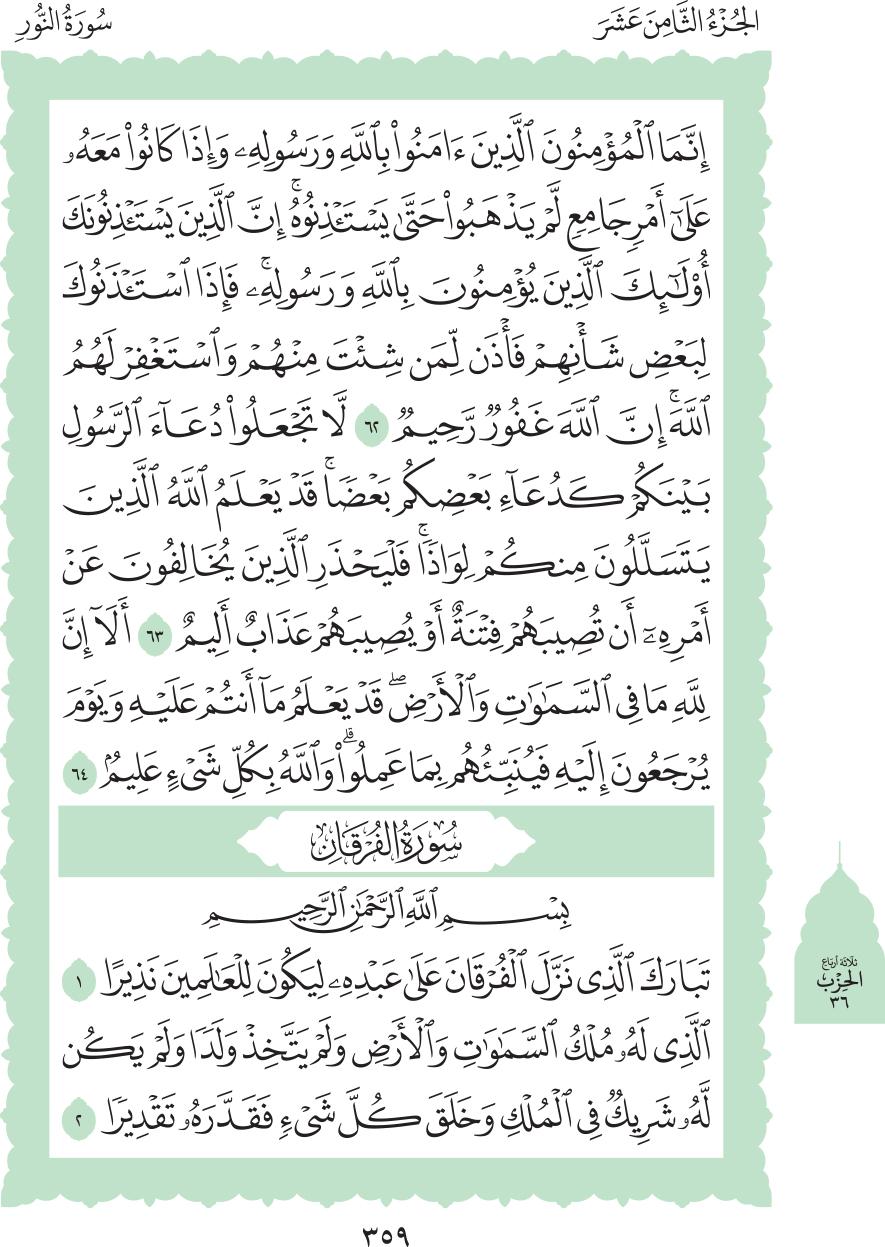 الجُزْءُ الثَّامِنَ عَشَرَ
سُورَةُ النُّورِ
إِنَّمَا ٱلْمُؤْمِنُونَ ٱلَّذِينَ ءَامَنُوا۟ بِٱللَّهِ وَرَسُولِهِۦ وَإِذَا كَانُوا۟ مَعَهُۥ
عَلَىٰٓ أَمْرٍ جَامِعٍ لَّمْ يَذْهَبُوا۟ حَتَّىٰ يَسْتَـْٔذِنُوهُ ۚ إِنَّ ٱلَّذِينَ يَسْتَـْٔذِنُونَكَ
أُو۟لَـٰٓئِكَ ٱلَّذِينَ يُؤْمِنُونَ بِٱللَّهِ وَرَسُولِهِۦ ۚ فَإِذَا ٱسْتَـْٔذَنُوكَ
لِبَعْضِ شَأْنِهِمْ فَأْذَن لِّمَن شِئْتَ مِنْهُمْ وَٱسْتَغْفِرْ لَهُمُ
ٱللَّهَ ۚ إِنَّ ٱللَّهَ غَفُورٌ رَّحِيمٌ ٦٢ لَّا تَجْعَلُوا۟ دُعَآءَ ٱلرَّسُولِ
بَيْنَكُمْ كَدُعَآءِ بَعْضِكُم بَعْضًا ۚ قَدْ يَعْلَمُ ٱللَّهُ ٱلَّذِينَ
يَتَسَلَّلُونَ مِنكُمْ لِوَاذًا ۚ فَلْيَحْذَرِ ٱلَّذِينَ يُخَالِفُونَ عَنْ
أَمْرِهِۦٓ أَن تُصِيبَهُمْ فِتْنَةٌ أَوْ يُصِيبَهُمْ عَذَابٌ أَلِيمٌ ٦٣ أَلَآ إِنَّ
لِلَّهِ مَا فِى ٱلسَّمَـٰوَٰتِ وَٱلْأَرْضِ ۖ قَدْ يَعْلَمُ مَآ أَنتُمْ عَلَيْهِ وَيَوْمَ
يُرْجَعُونَ إِلَيْهِ فَيُنَبِّئُهُم بِمَا عَمِلُوا۟ ۗ وَٱللَّهُ بِكُلِّ شَىْءٍ عَلِيمٌۢ ٦٤
سُورَةُ الفُرْقَانِ
بِسْمِ ٱللَّهِ ٱلرَّحْمَـٰنِ ٱلرَّحِيمِ
تَبَارَكَ ٱلَّذِى نَزَّلَ ٱلْفُرْقَانَ عَلَىٰ عَبْدِهِۦ لِيَكُونَ لِلْعَـٰلَمِينَ نَذِيرًا ١
ٱلَّذِى لَهُۥ مُلْكُ ٱلسَّمَـٰوَٰتِ وَٱلْأَرْضِ وَلَمْ يَتَّخِذْ وَلَدًا وَلَمْ يَكُن
لَّهُۥ شَرِيكٌ فِى ٱلْمُلْكِ وَخَلَقَ كُلَّ شَىْءٍ فَقَدَّرَهُۥ تَقْدِيرًا ٢
ثلاثة أرباع
الحِزْب
٣٦
٣٥٩